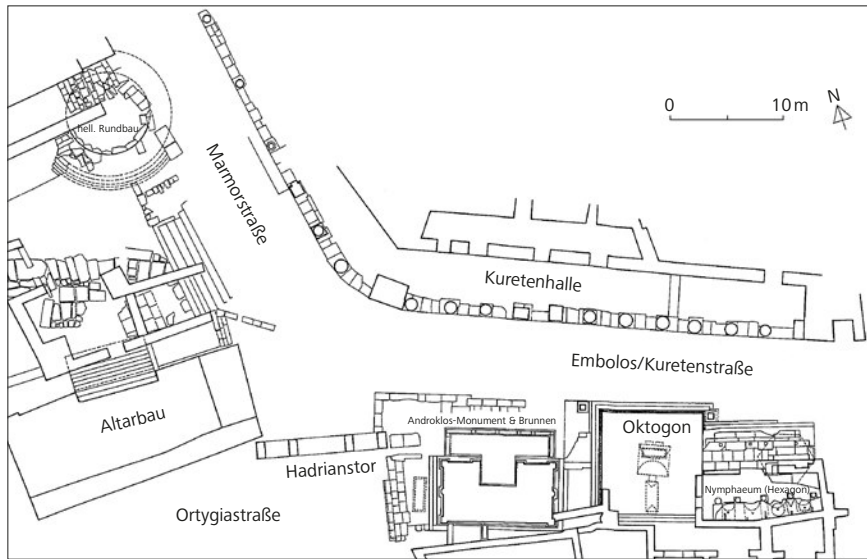 hell. Rundbau
Marmorstraße
0 10 m
N
Kuretenhalle
Embolos/Kuretenstraße
Altarbau
Androklos-Monument & Brunnen
Oktogon
Hadrianstor
Nymphaeum (Hexagon)
Ortygiastraße